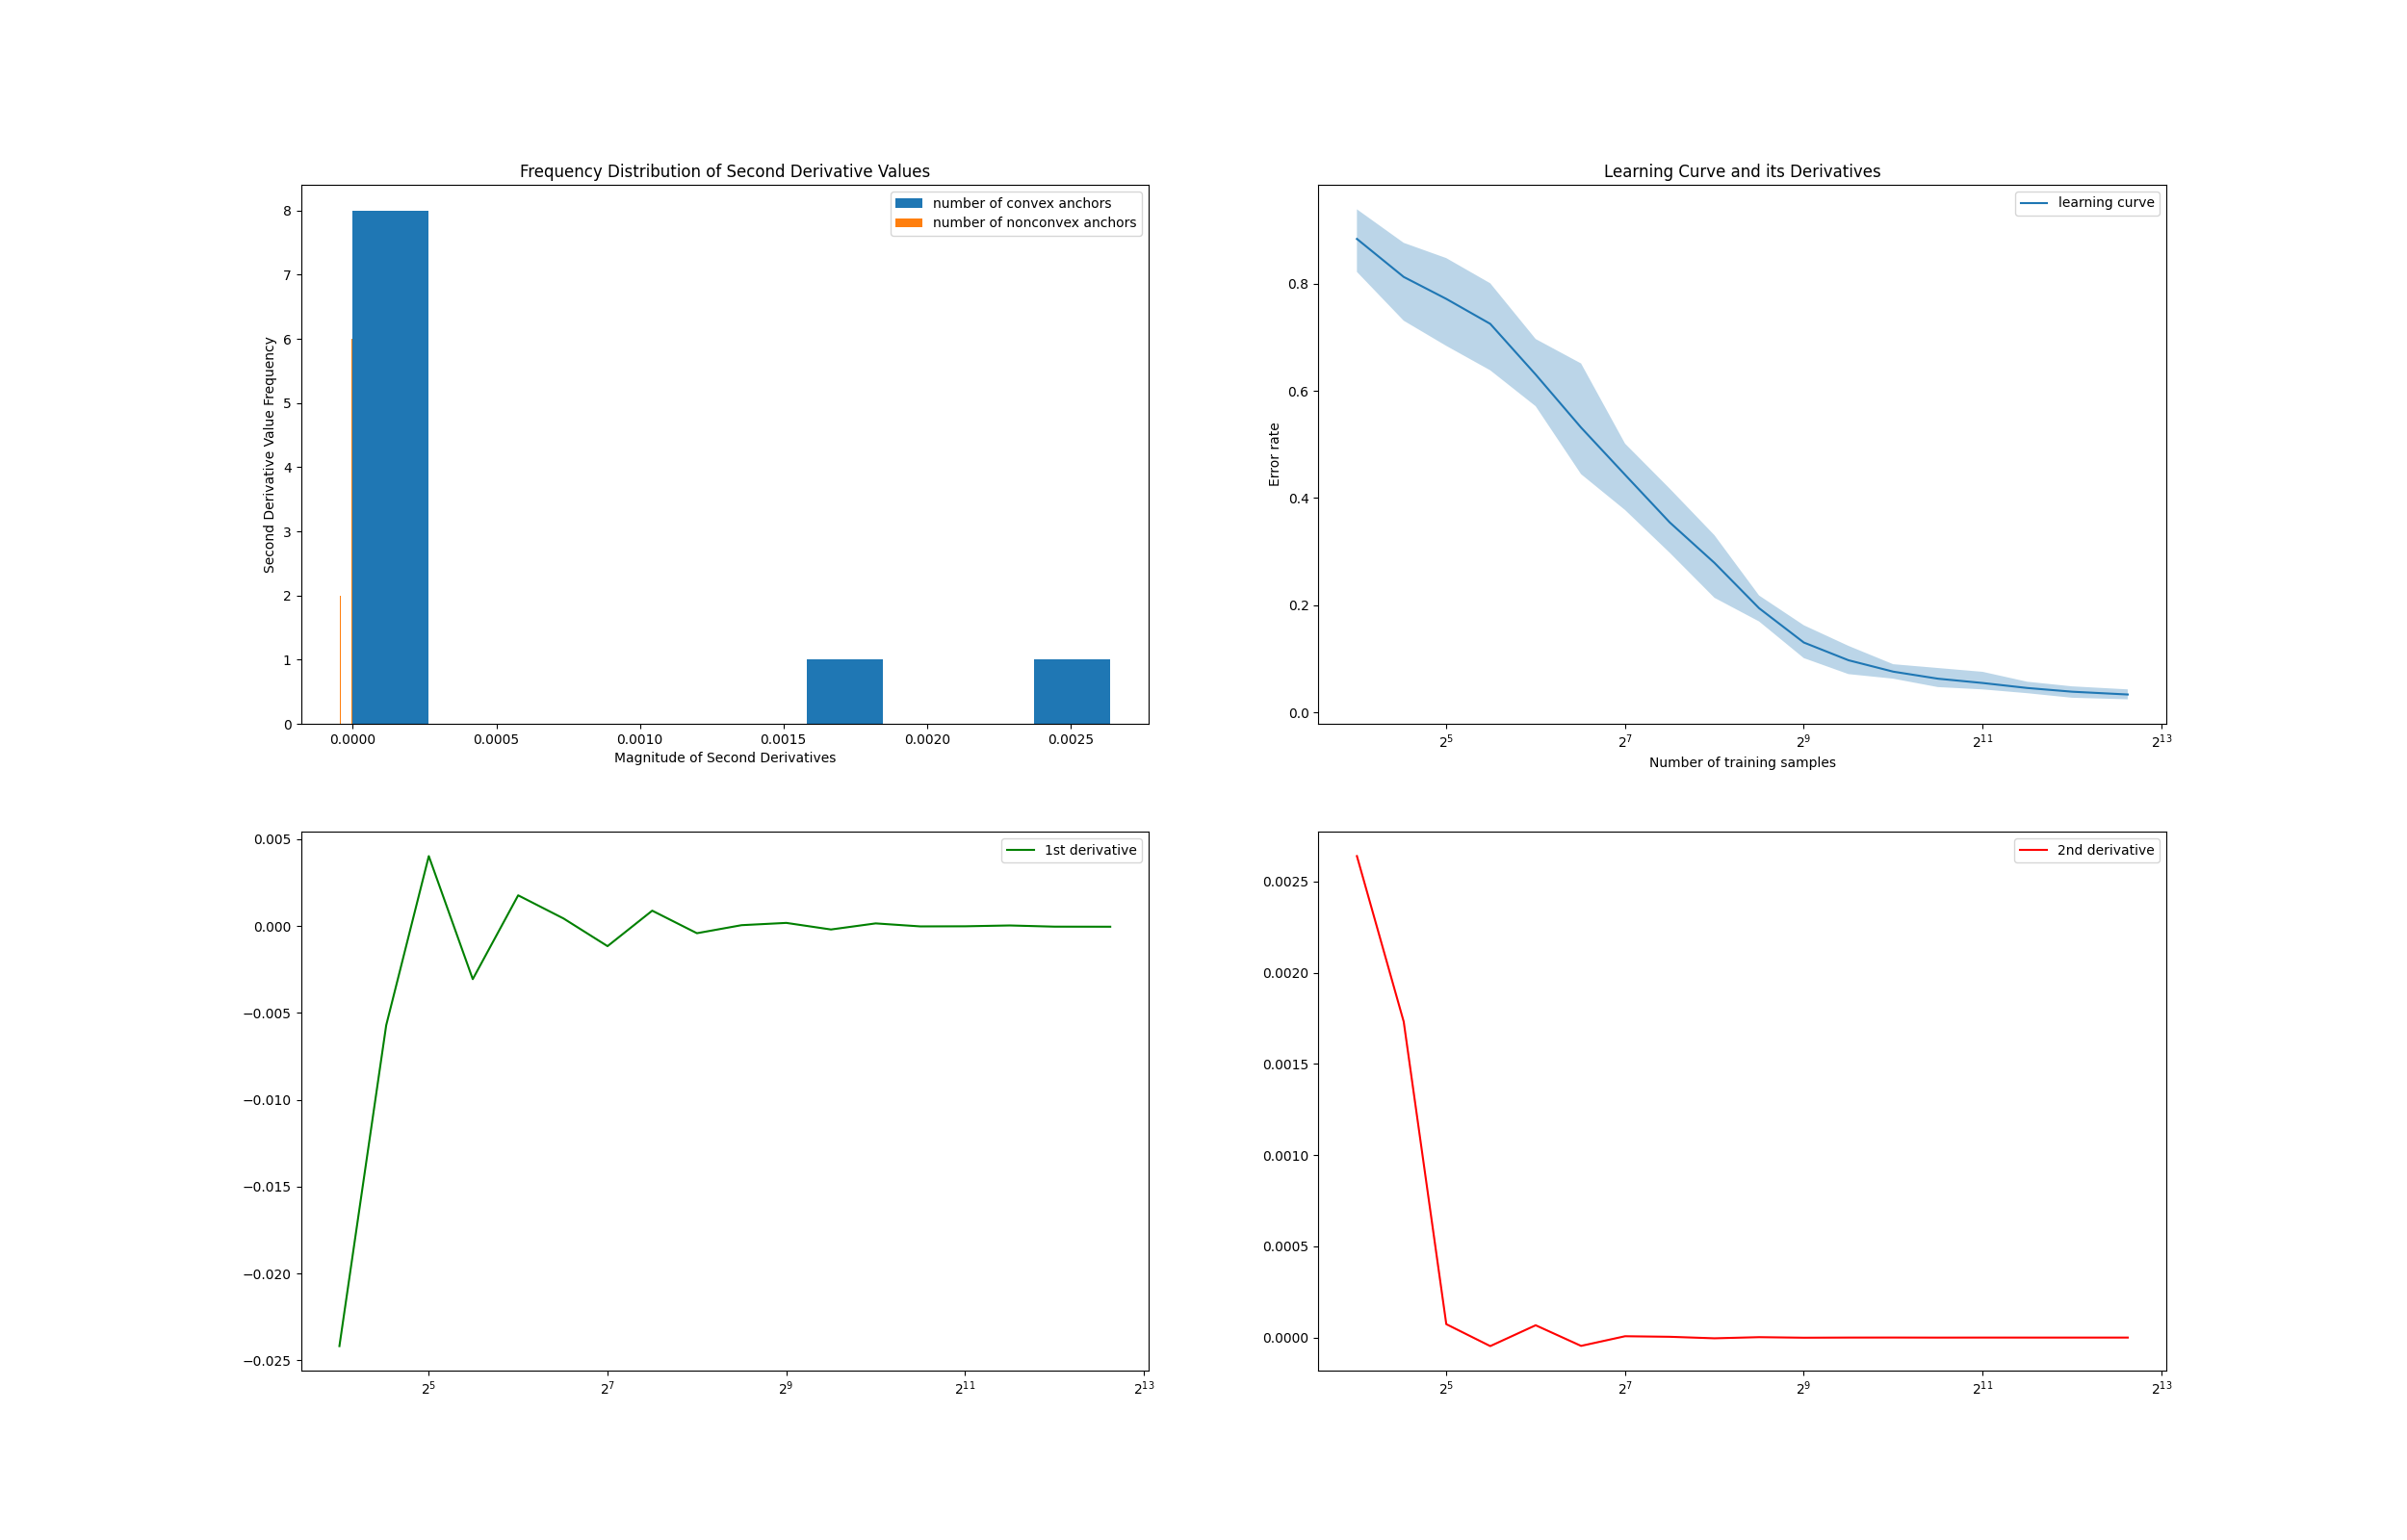 Frequency Distribution of Second Derivative Values
number of convex anchors
number of nonconvex anchors
8
7
6
5
4
3
2
1
0
Second Derivative Value Frequency
0.0000 0.0005 0.0010 0.0015 0.0020 0.0025
Magnitude of Second Derivatives
Learning Curve and its Derivatives
learning curve
0.8
0.6
0.4
0.2
0.0
Error rate
2^5 2^7 2^9 2^11 2^13
Number of training samples
1st derivative
0.005
0.000
−0.005
−0.010
−0.015
−0.020
−0.025
2^5 2^7 2^9 2^11 2^13
2nd derivative
0.0025
0.0020
0.0015
0.0010
0.0005
0.0000
2^5 2^7 2^9 2^11 2^13